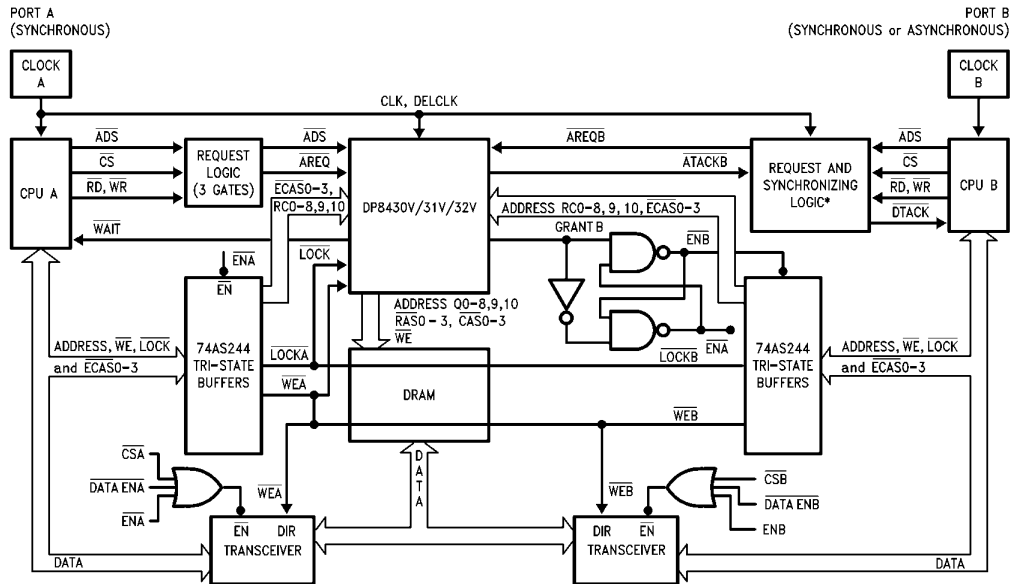 PORT A
(SYNCHRONOUS)
PORT B
(SYNCHRONOUS or ASYNCHRONOUS)
CLOCK
A
CLOCK
B
CLK, DELCLK
CPU A
ADS
CS
RD, WR
WAIT
REQUEST
LOGIC
(3 GATES)
ADS
AREQ
ECAS0-3,
RC0-8,9,10
DP8430V/31V/32V
AREQB
ATACKB
ADDRESS RC0-8, 9, 10, ECAS0-3
REQUEST AND
SYNCHRONIZING
LOGIC*
ADS
CS
RD, WR
DTACK
CPU B
GRANT B
ENB
ENA
EN
LOCK
ADDRESS Q0-8,9,10
RAS0-3, CAS0-3
WE
ENA
ADDRESS, WE, LOCK
and ECAS0-3
74AS244
TRI-STATE
BUFFERS
LOCKA
WEA
DRAM
LOCKB
WEB
74AS244
TRI-STATE
BUFFERS
ADDRESS, WE, LOCK
and ECAS0-3
CSA
DATA ENA
ENA
WEA
DATA
WEB
CSB
DATA ENB
ENB
EN DIR
TRANSCEIVER
DIR EN
TRANSCEIVER
DATA
DATA